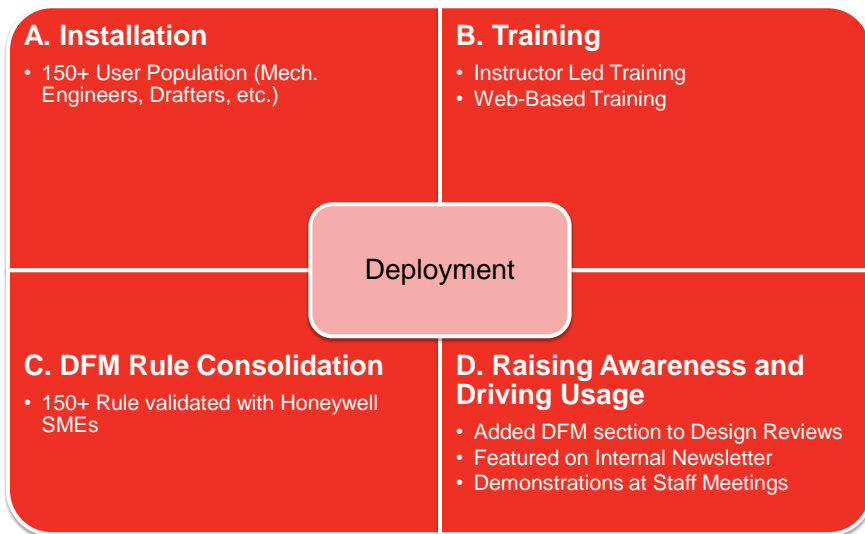 A. Installation
• 150+ User Population (Mech.
Engineers, Drafters, etc.)
B. Training
• Instructor Led Training
• Web-Based Training
Deployment
C. DFM Rule Consolidation
• 150+ Rule validated with Honeywell
SMEs
D. Raising Awareness and
Driving Usage
• Added DFM section to Design Reviews
• Featured on Internal Newsletter
• Demonstrations at Staff Meetings